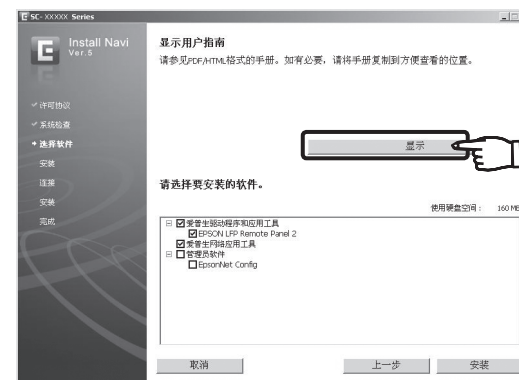 SC-XXXXX Series
E
Install Navi
Ver.5
许可协议
系统检查
选择软件
安装
连接
安装
完成
显示用户指南
请参见PDF/HTML格式的手册。如有必要，请将手册复制到方便查看的位置。
显示
请选择要安装的软件。
使用硬盘空间： 160 MB
爱普生驱动程序和应用工具
EPSON LFP Remote Panel 2
爱普生网络应用工具
管理员软件
EpsonNet Config
取消
上一步
安装